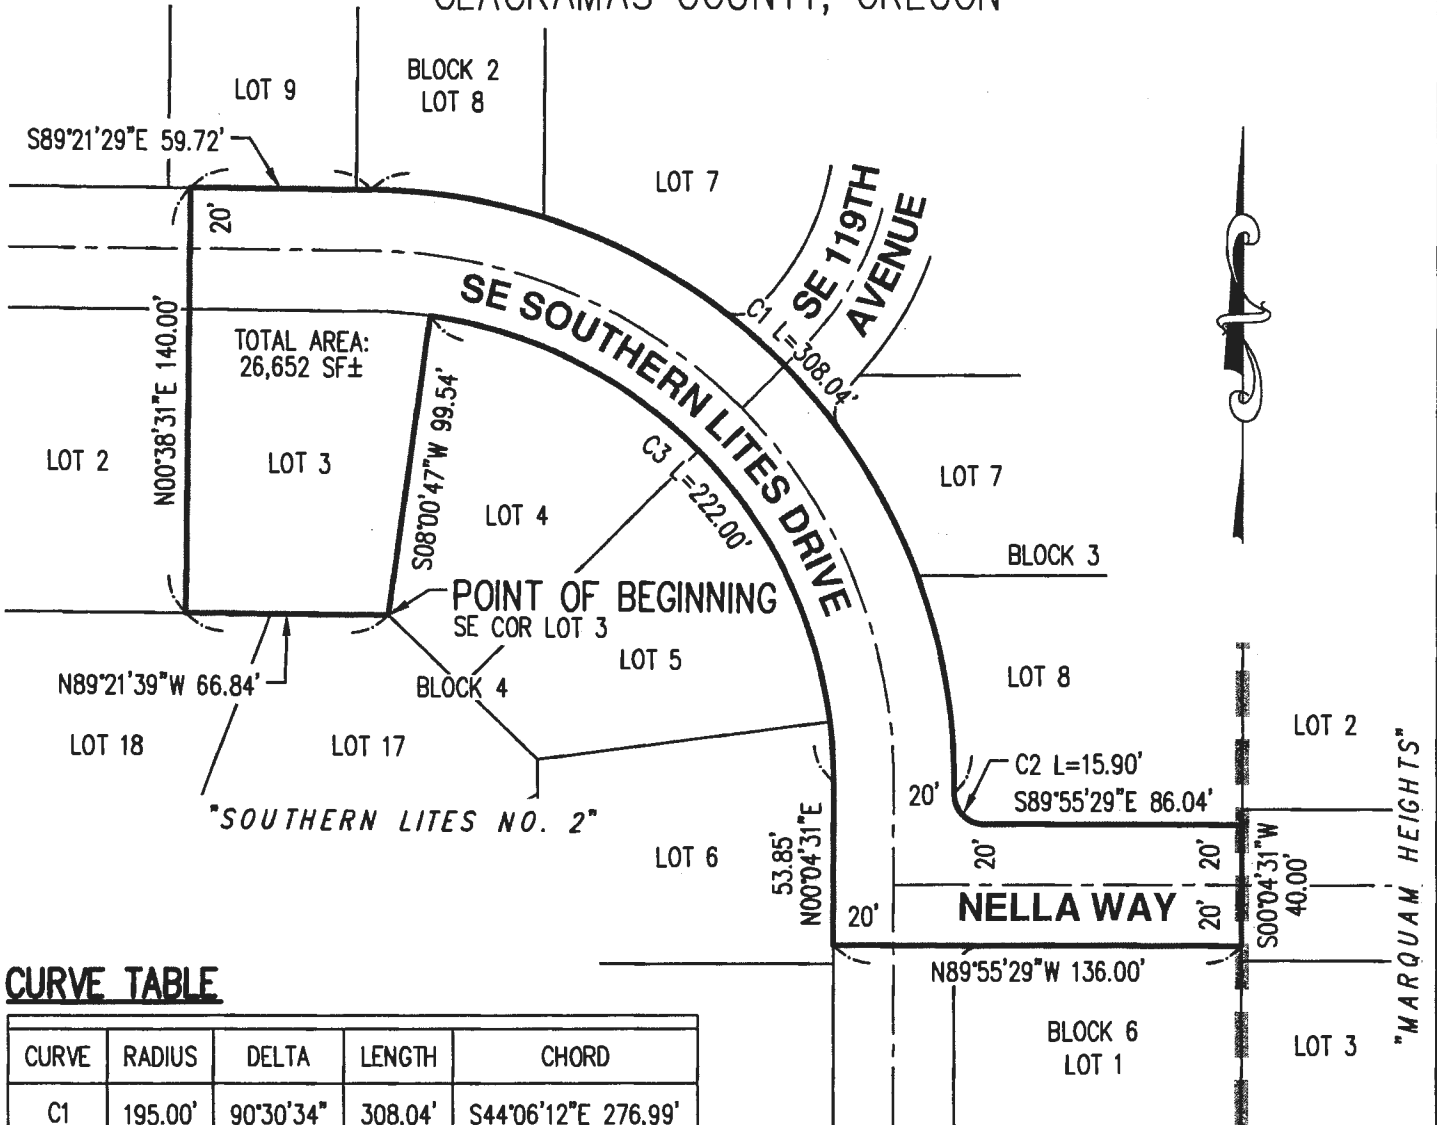 CLACKAMAS COUNTY, OREGON
LOT 9
BLOCK 2
LOT 8
S89°21'29"E 59.72'
LOT 7
SE 119TH
AVENUE
20'
SE SOUTHERN LITES DRIVE
C1 L=308.04'
N00°38'31"E 140.00'
TOTAL AREA:
26,652 SF±
S08°00'47"W 99.54'
C3 L=222.00'
LOT 2
LOT 3
LOT 4
LOT 7
BLOCK 3
POINT OF BEGINNING
SE COR LOT 3
LOT 5
N89°21'39"W 66.84'
BLOCK 4
LOT 8
LOT 18
LOT 17
LOT 2
"SOUTHERN LITES NO. 2"
C2 L=15.90'
S89°55'29"E 86.04'
20'
"MARQUAM HEIGHTS"
LOT 6
53.85'
N00°04'31"E
20'
20'
S00°04'31"W
40.00'
20'
NELLA WAY
20'
N89°55'29"W 136.00'
BLOCK 6
LOT 1
LOT 3
CURVE TABLE
CURVE RADIUS DELTA LENGTH CHORD
C1 195.00' 90°30'34" 308.04' S44°06'12"E 276.99'